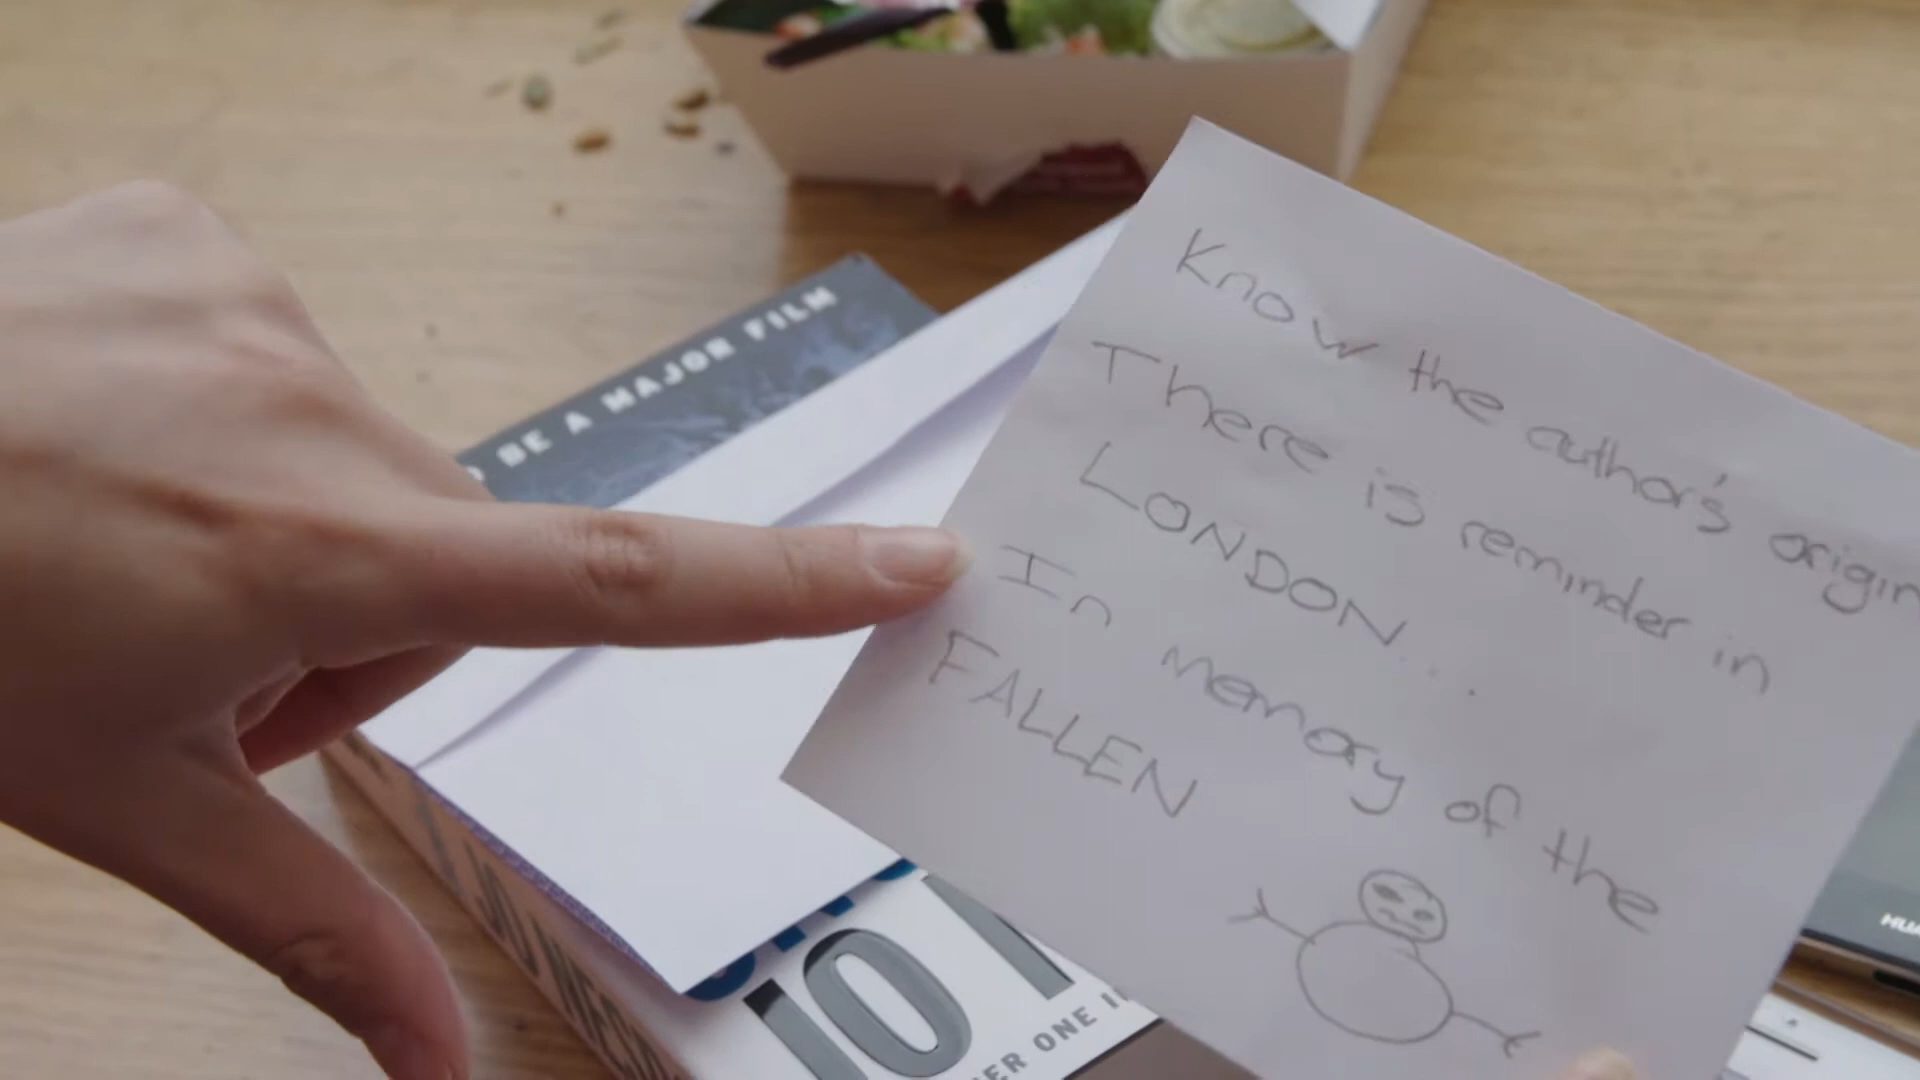 BE A MAJOR FILM
Know the author's origin
There is reminder in
LONDON...
In memory of the
FALLEN
ONE